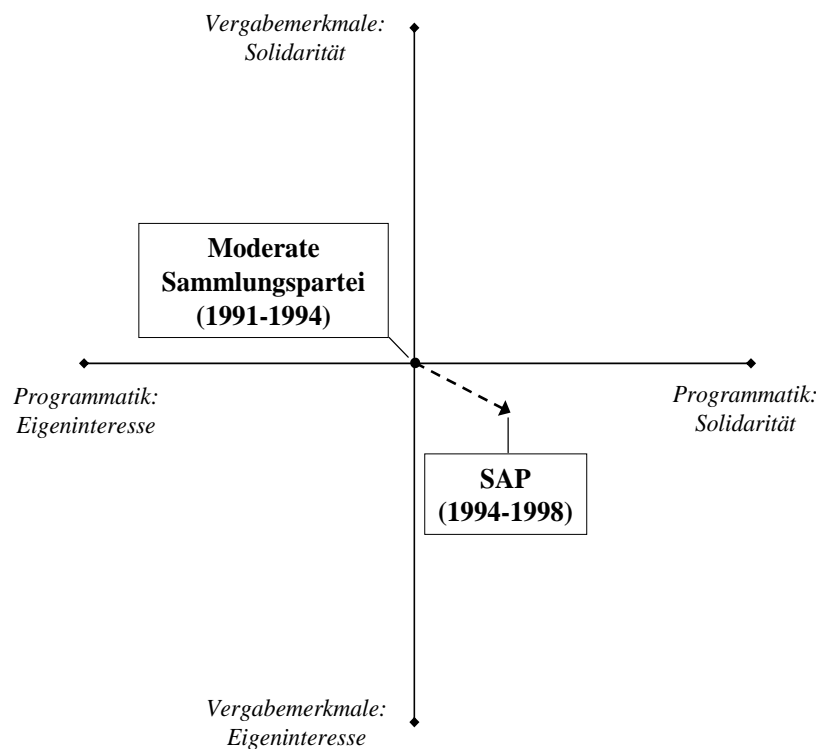 Vergabemerkmale:
Solidarität
Moderate
Sammlungspartei
(1991-1994)
Programmatik:
Eigeninteresse
Programmatik:
Solidarität
SAP
(1994-1998)
Vergabemerkmale:
Eigeninteresse